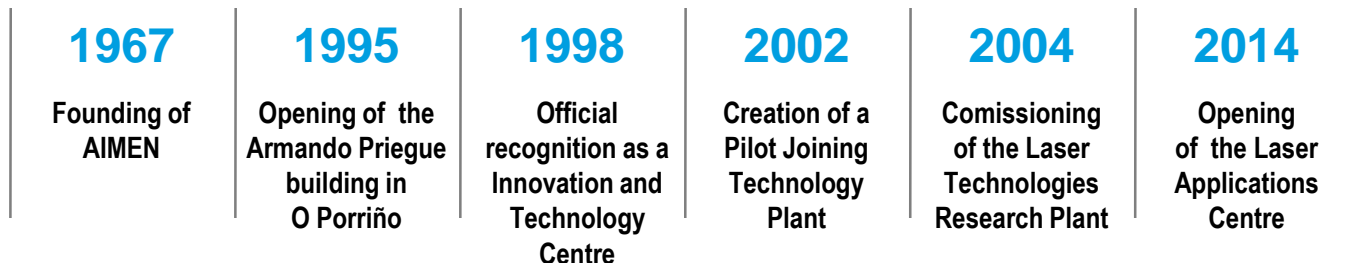 1967
Founding of
AIMEN
1995
Opening of the
Armando Priegue
building in
O Porriño
1998
Official
recognition as a
Innovation and
Technology
Centre
2002
Creation of a
Pilot Joining
Technology
Plant
2004
Comissioning
of the Laser
Technologies
Research Plant
2014
Opening
of the Laser
Applications
Centre